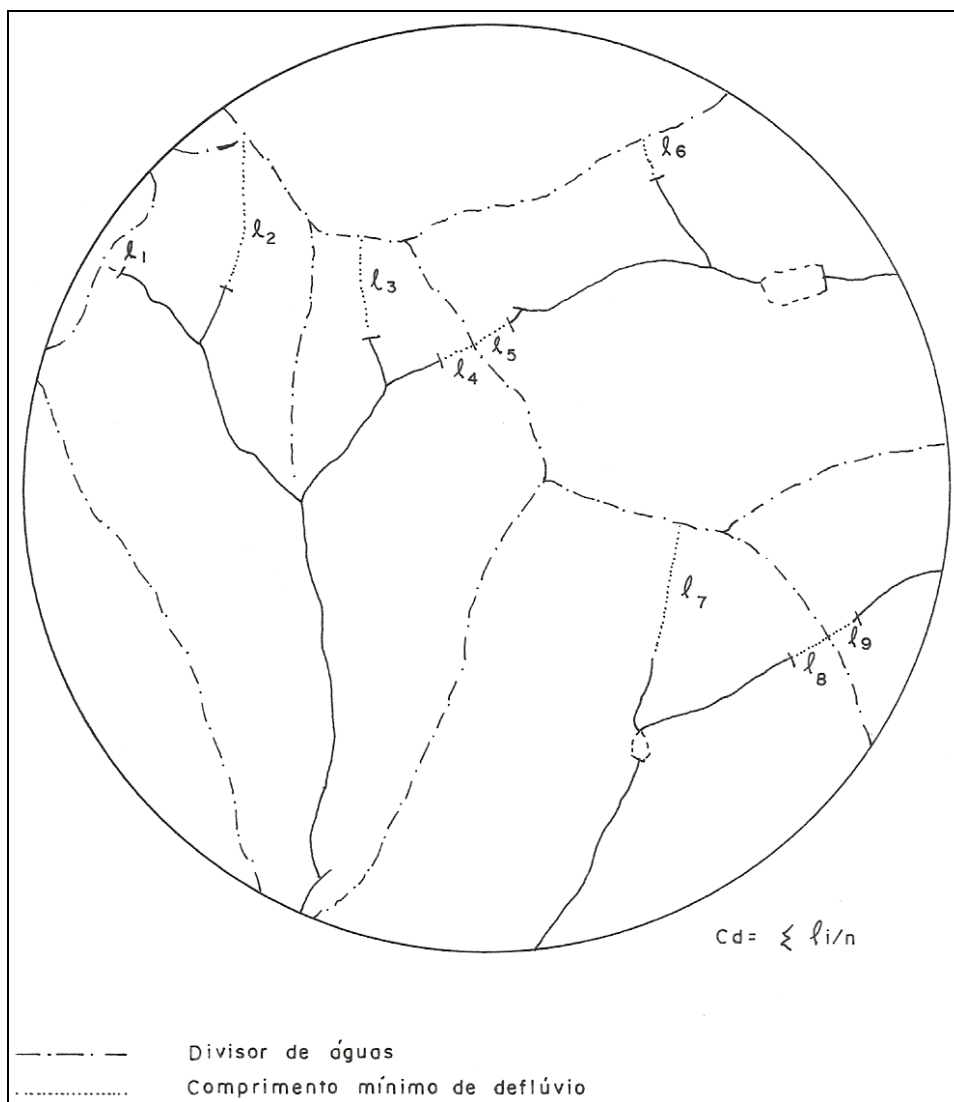 ℓ6
ℓ2
ℓ1
ℓ3
ℓ5
ℓ4
ℓ7
ℓ9
ℓ8
Cd= Σ ℓi/n
Divisor de águas
Comprimento mínimo de deflúvio